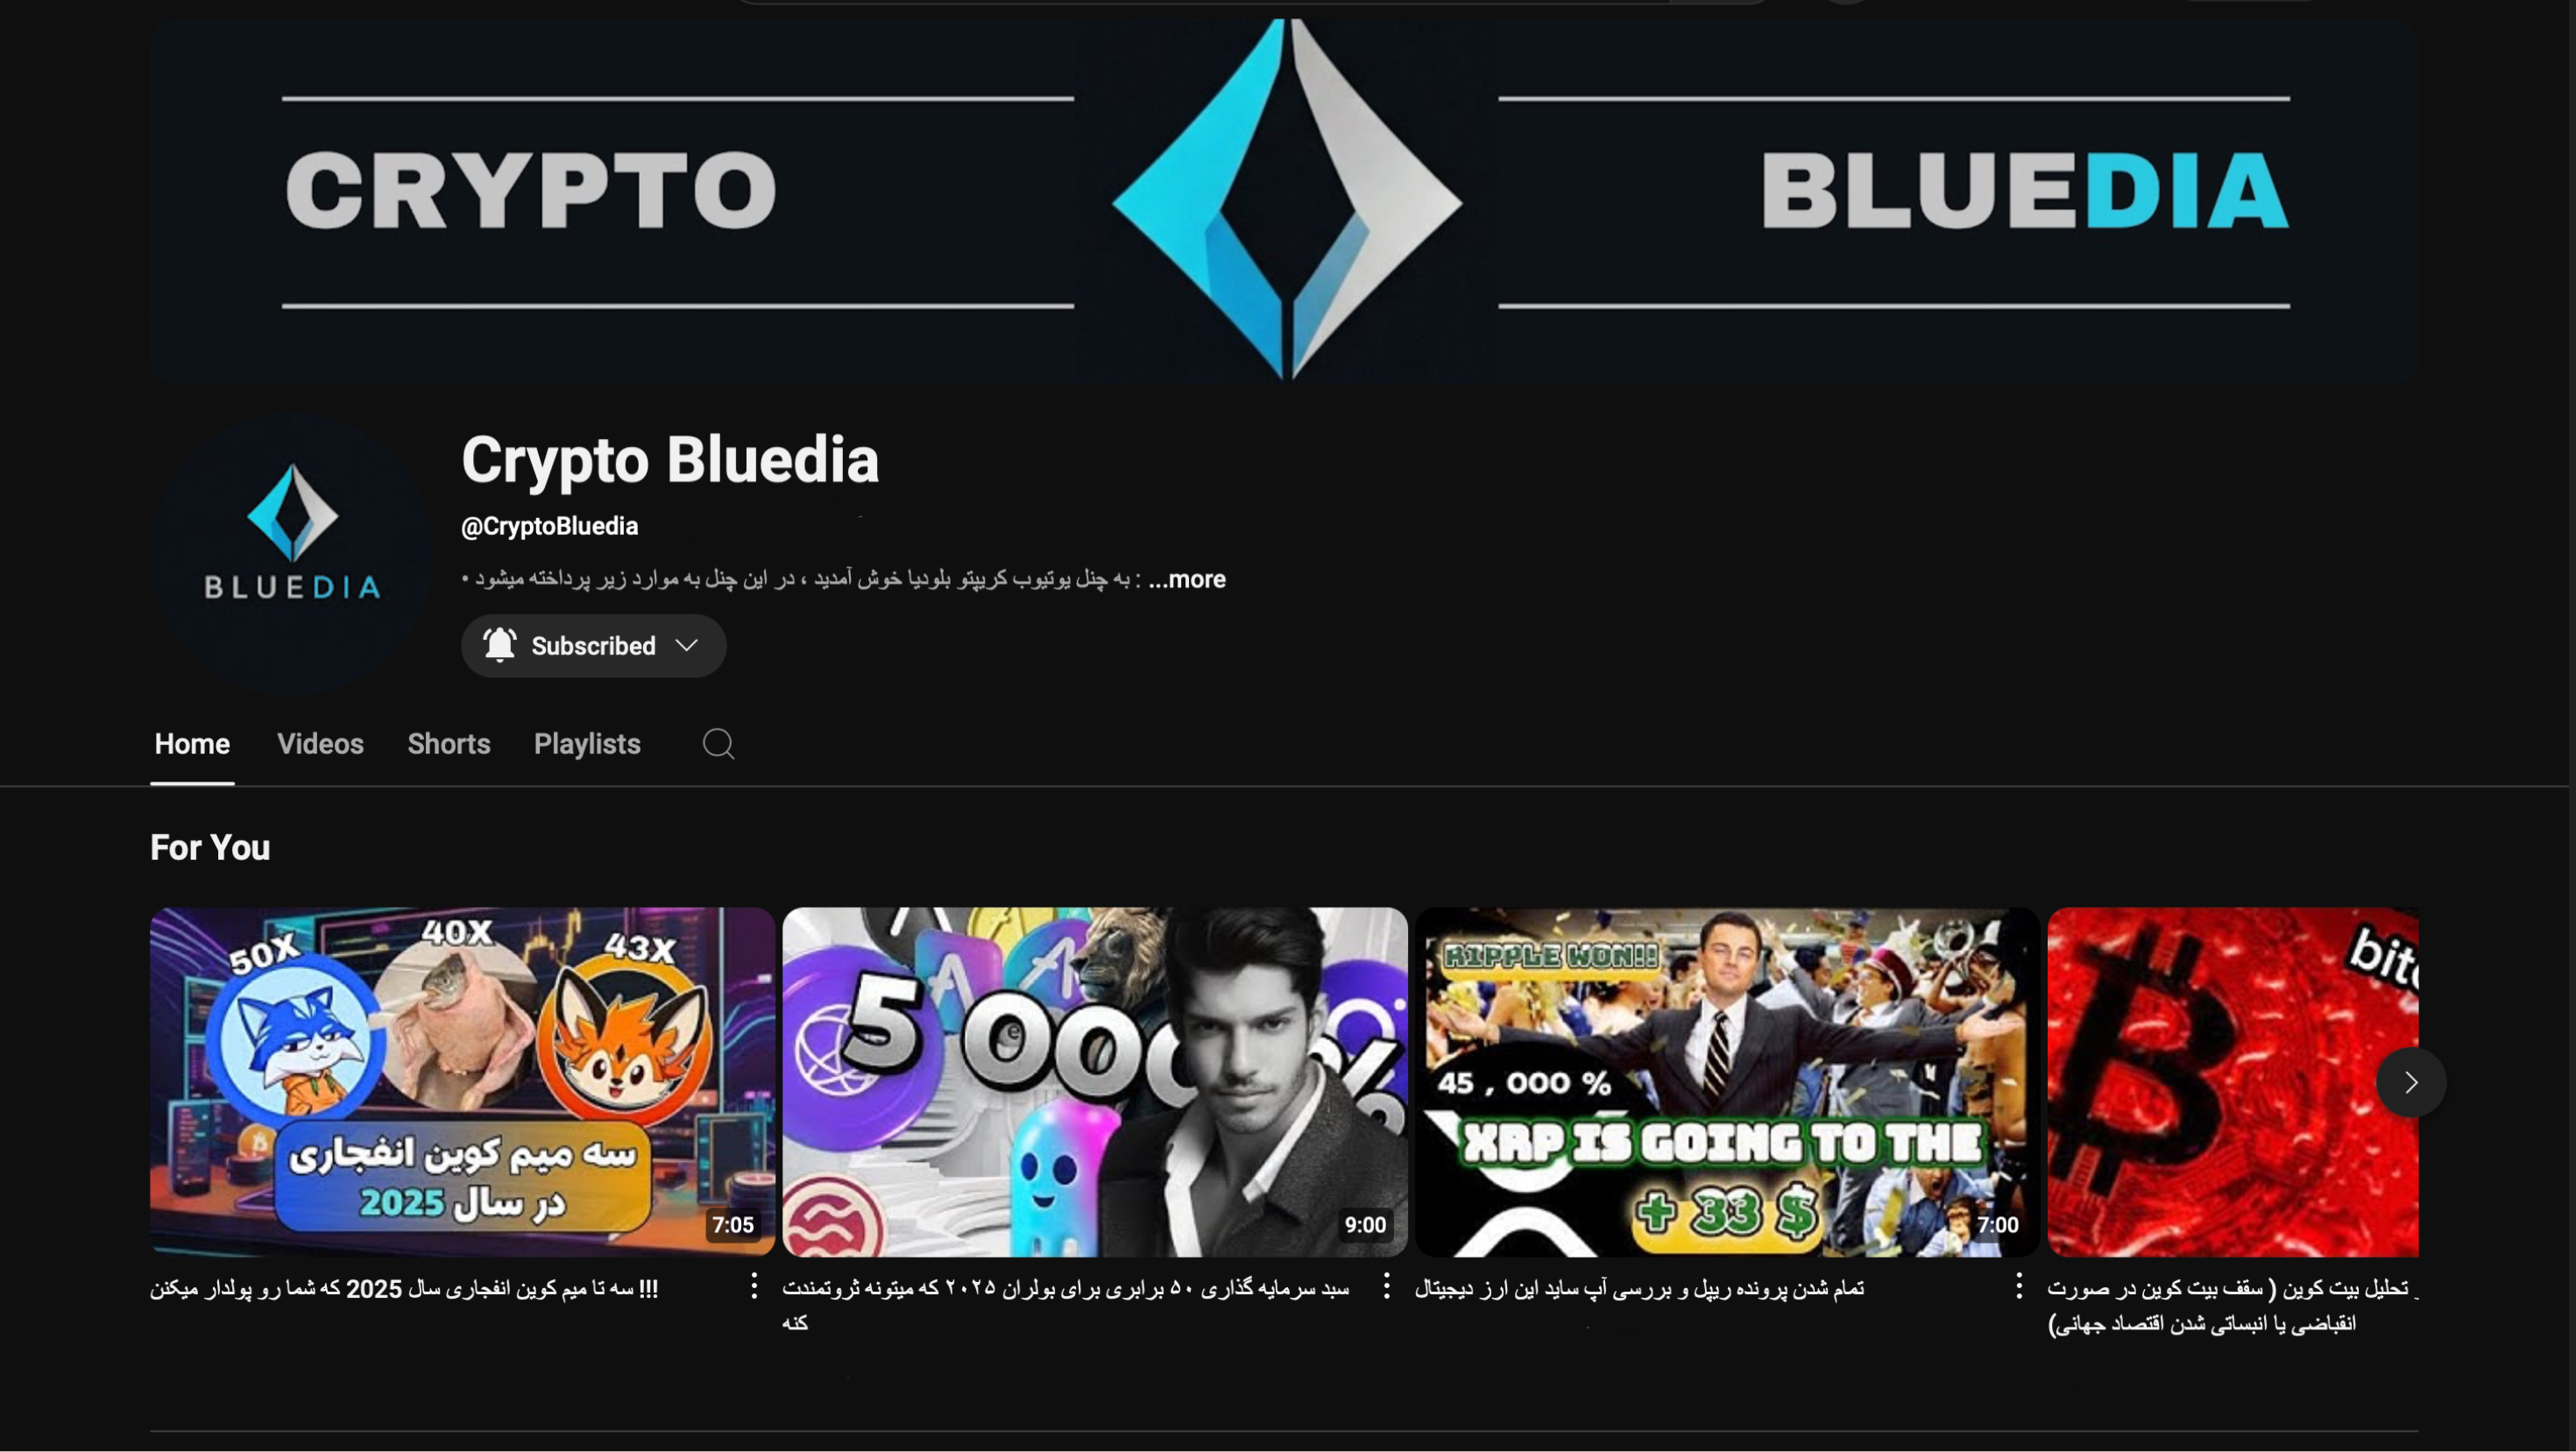 CRYPTO
BLUEDIA
Crypto Bluedia
@CryptoBluedia
BLUEDIA
• به چنل یوتیوب کریپتو بلودیا خوش آمدید ، در این چنل به موارد زیر پرداخته میشود : ...more
Subscribed
Home Videos Shorts Playlists
For You
50X
40X
43X
سه میم کوین انفجاری
در سال 2025
7:05
5 000 %
9:00
RIPPLE WON!!
45 , 000 %
XRP IS GOING TO THE
+ 33 $
7:00
سه تا میم کوین انفجاری سال 2025 که شما رو پولدار میکنن !!!
سبد سرمایه گذاری ۵۰ برابری برای بولران ۲۰۲۵ که میتونه ثروتمندت
کنه
تمام شدن پرونده ریپل و بررسی آپ ساید این ارز دیجیتال
تحلیل بیت کوین ( سقف بیت کوین در صورت
انقباضی یا انبساتی شدن اقتصاد جهانی)